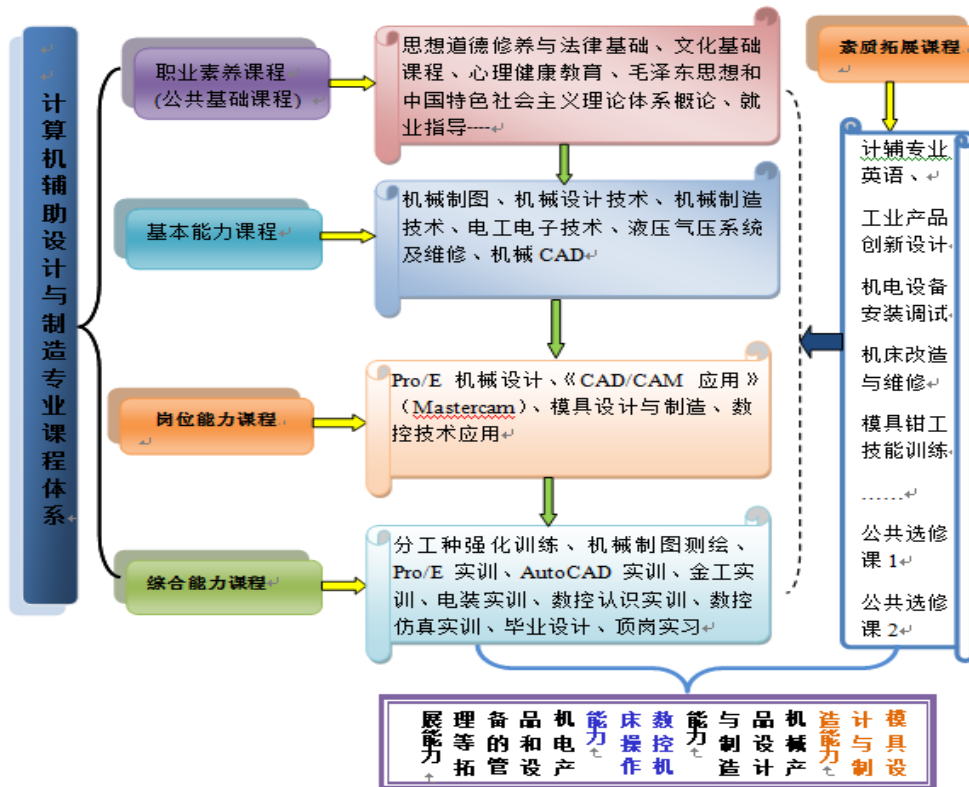 计算机辅助设计与制造专业课程体系
职业素养课程
(公共基础课程)
思想道德修养与法律基础、文化基础
课程、心理健康教育、毛泽东思想和
中国特色社会主义理论体系概论、就
业指导----
基本能力课程
机械制图、机械设计技术、机械制造
技术、电工电子技术、液压气压系统
及维修、机械CAD
岗位能力课程
Pro/E 机械设计、《CAD/CAM 应用》
（Mastercam）、模具设计与制造、数
控技术应用
综合能力课程
分工种强化训练、机械制图测绘、
Pro/E 实训、AutoCAD 实训、金工实
训、电装实训、数控认识实训、数控
仿真实训、毕业设计、顶岗实习
素质拓展课程
计辅专业
英语、
工业产品
创新设计
机电设备
安装调试
机床改造
与维修
模具钳工
技能训练
……
公共选修
课 1
公共选修
课 2
模具设
计与制
造能力
机械产
品设计
与制造
能力
数控机
床操作
能力
机电产
品和设
备的管
理等拓
展能力